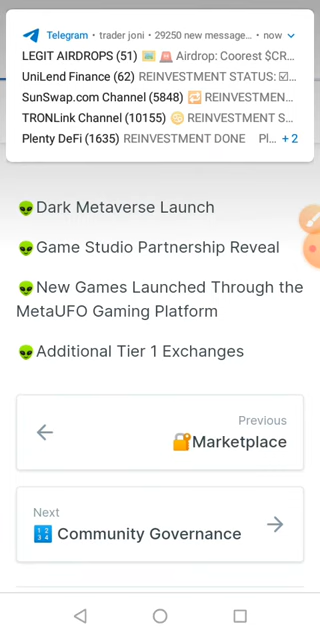 Telegram • trader joni • 29250 new message... • now
LEGIT AIRDROPS (51) Airdrop: Coorest $CR...
UniLend Finance (62) REINVESTMENT STATUS: ☑...
SunSwap.com Channel (5848) REINVESTMEN...
TRONLink Channel (10155) REINVESTMENT S...
Plenty DeFi (1635) REINVESTMENT DONE Pl... + 2
👽Dark Metaverse Launch
👽Game Studio Partnership Reveal
👽New Games Launched Through the
MetaUFO Gaming Platform
👽Additional Tier 1 Exchanges
Previous
🔐Marketplace
Next
🔢 Community Governance